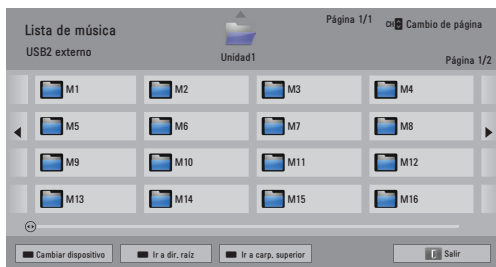 Lista de música
Página 1/1
CH Cambio de página
USB2 externo
Unidad1
Página 1/2
M1
M2
M3
M4
M5
M6
M7
M8
M9
M10
M11
M12
M13
M14
M15
M16
Cambiar dispositivo
Ir a dir. raíz
Ir a carp. superior
Salir